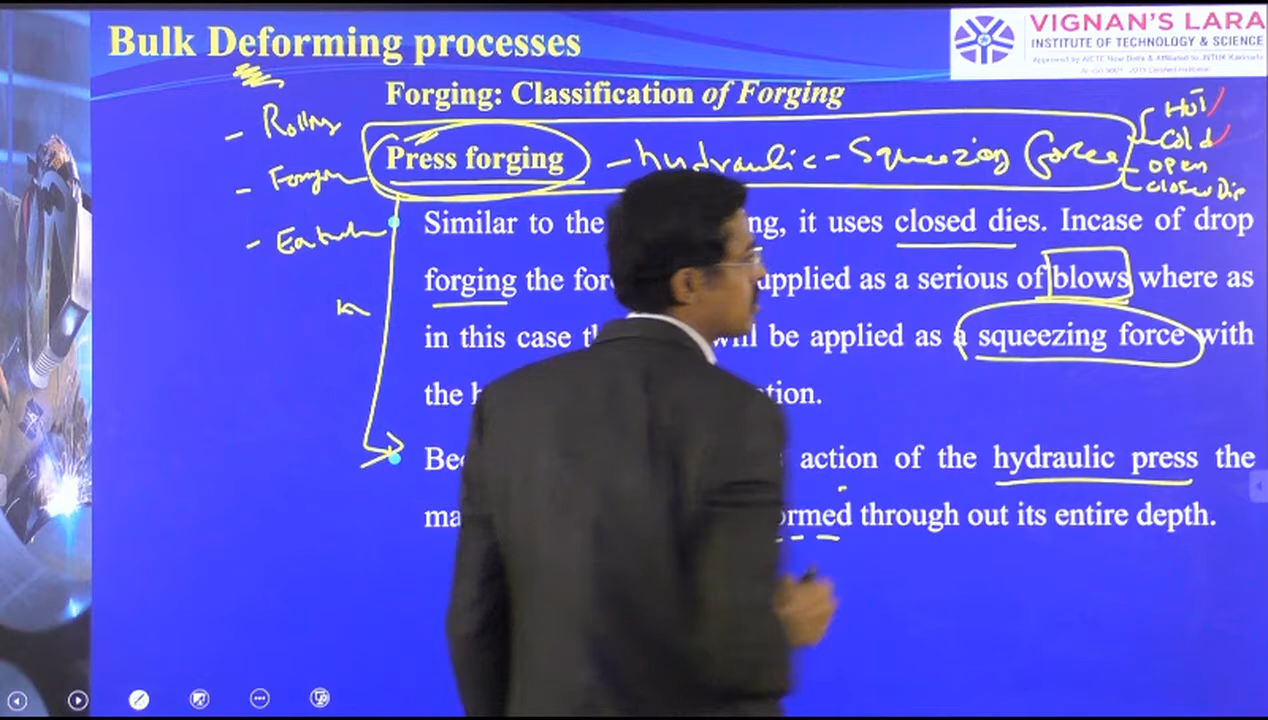 Bulk Deforming processes
VIGNAN'S LARA
INSTITUTE OF TECHNOLOGY & SCIENCE
Forging: Classification of Forging
Press forging - hydraulic - Squeezing force
Hot
Cold
open
closed Die
- Rolling
- Forging
-
Similar to the ng, it uses closed dies. Incase of drop
forging the for applied as a serious of blows where as
in this case t will be applied as a squeezing force with
the tion.
Bec action of the hydraulic press the
ma ormed through out its entire depth.